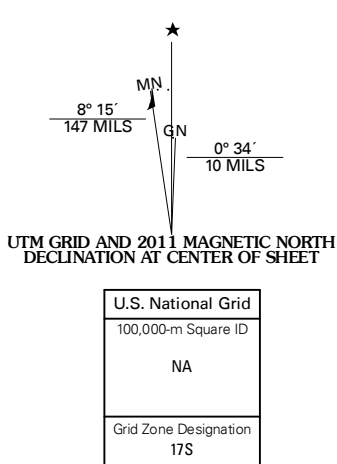 MN
8° 15´
147 MILS
GN
0° 34´
10 MILS
UTM GRID AND 2011 MAGNETIC NORTH
DECLINATION AT CENTER OF SHEET
U.S. National Grid
100,000-m Square ID
NA
Grid Zone Designation
17S